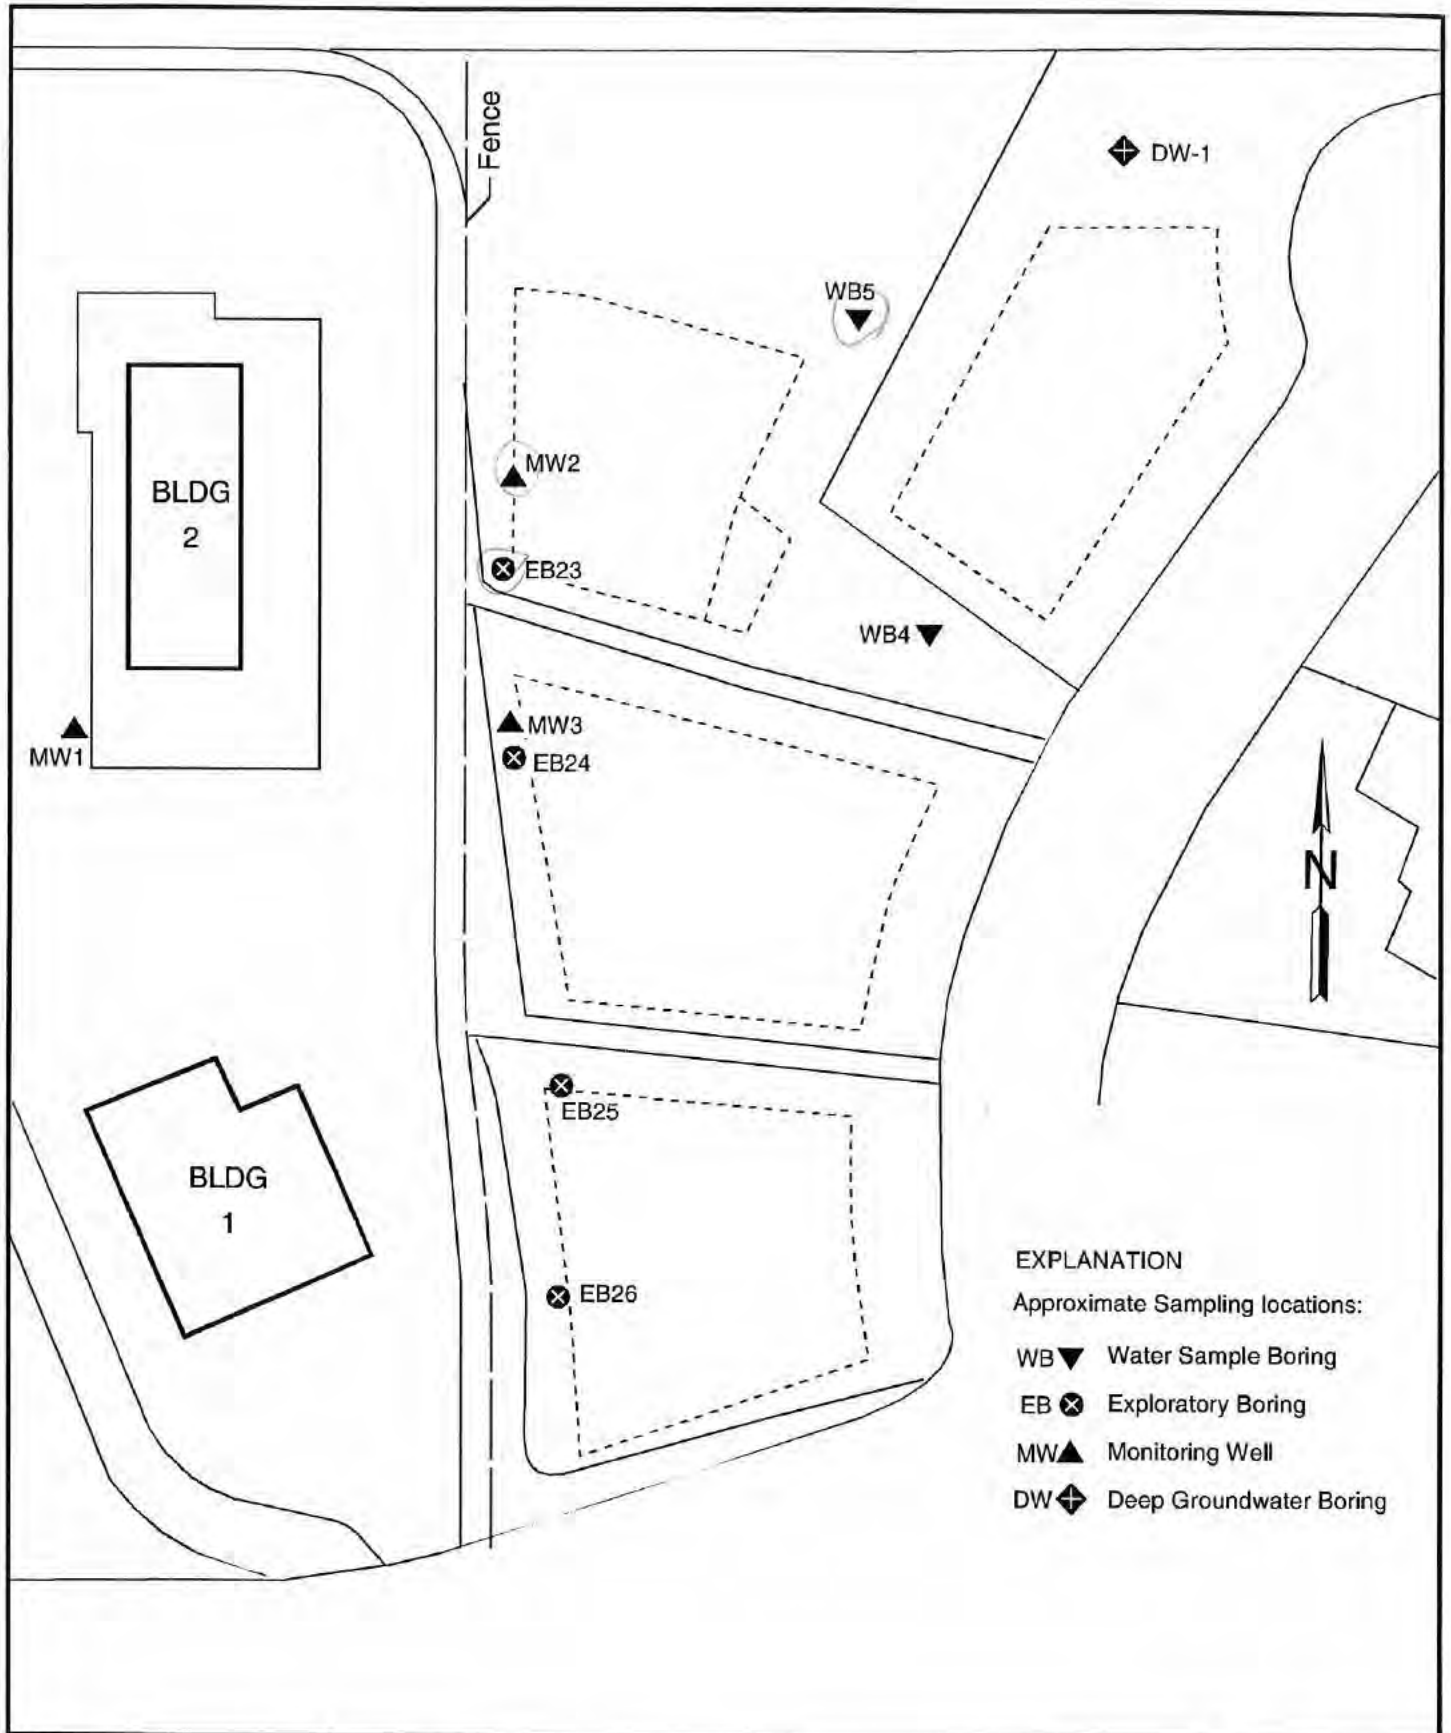 Fence
DW-1
WB5
MW2
BLDG
2
EB23
WB4
MW3
MW1
EB24
N
EB25
BLDG
1
EB26
EXPLANATION
Approximate Sampling locations:
WB Water Sample Boring
EB Exploratory Boring
MW Monitoring Well
DW Deep Groundwater Boring